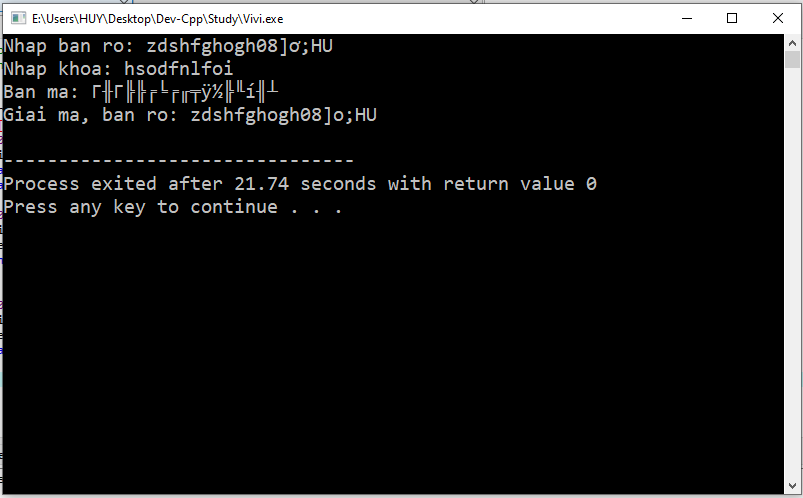 E:\Users\HUY\Desktop\Dev-Cpp\Study\Vivi.exe
Nhap ban ro: zdshfghogh08]ơ;HU
Nhap khoa: hsodfnlfoi
Ban ma: Γ╫Γ╠╠╒╘╒╓╤ÿ½╠╙í╢┴
Giai ma, ban ro: zdshfghogh08]o;HU
--------------------------------
Process exited after 21.74 seconds with return value 0
Press any key to continue . . .